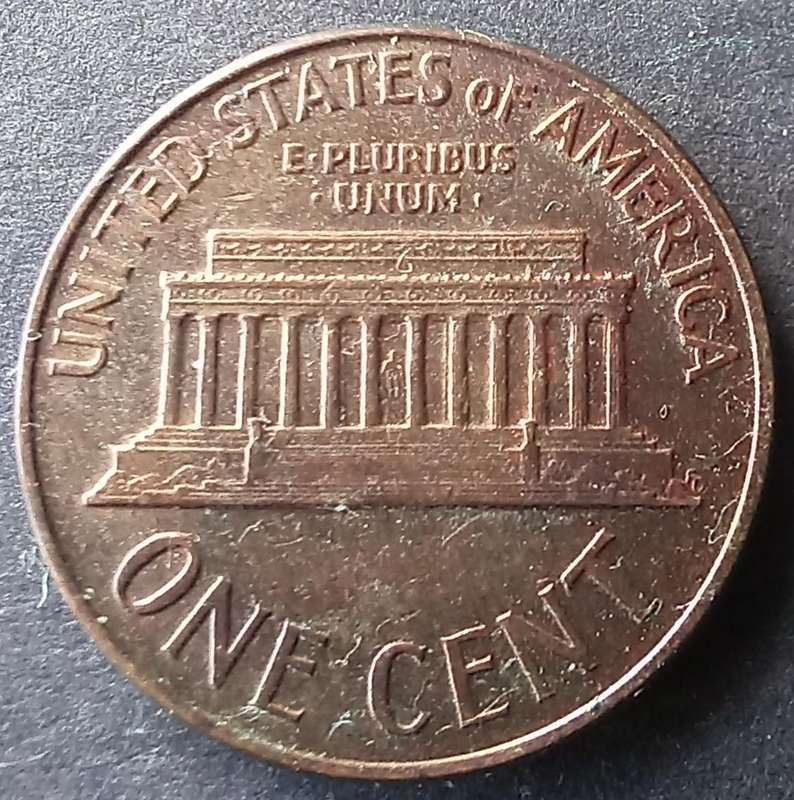 UNITED STATES OF AMERICA
E·PLURIBUS
·UNUM·
ONE CENT